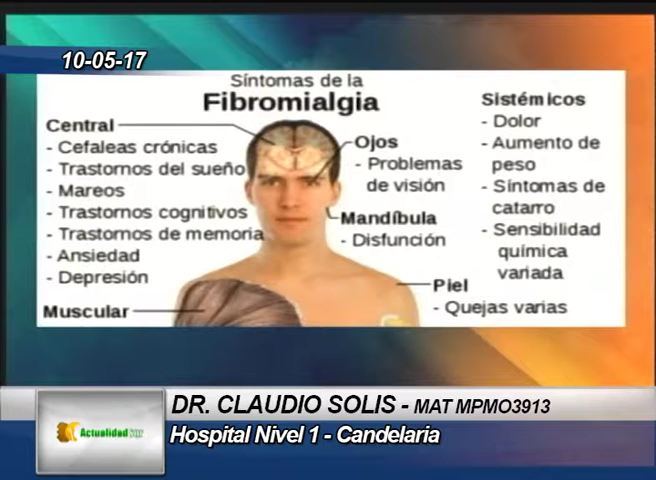 10-05-17
Síntomas de la
Fibromialgia
Central
- Cefaleas crónicas
- Trastornos del sueño
- Mareos
- Trastornos cognitivos
- Trastornos de memoria
- Ansiedad
- Depresión
Muscular
Ojos
- Problemas
de visión
Mandíbula
- Disfunción
Piel
- Quejas varias
Sistémicos
- Dolor
- Aumento de
peso
- Síntomas de
catarro
- Sensibilidad
química
variada
DR. CLAUDIO SOLIS - MAT MPMO3913
Hospital Nivel 1 - Candelaria
Actualidad Sur